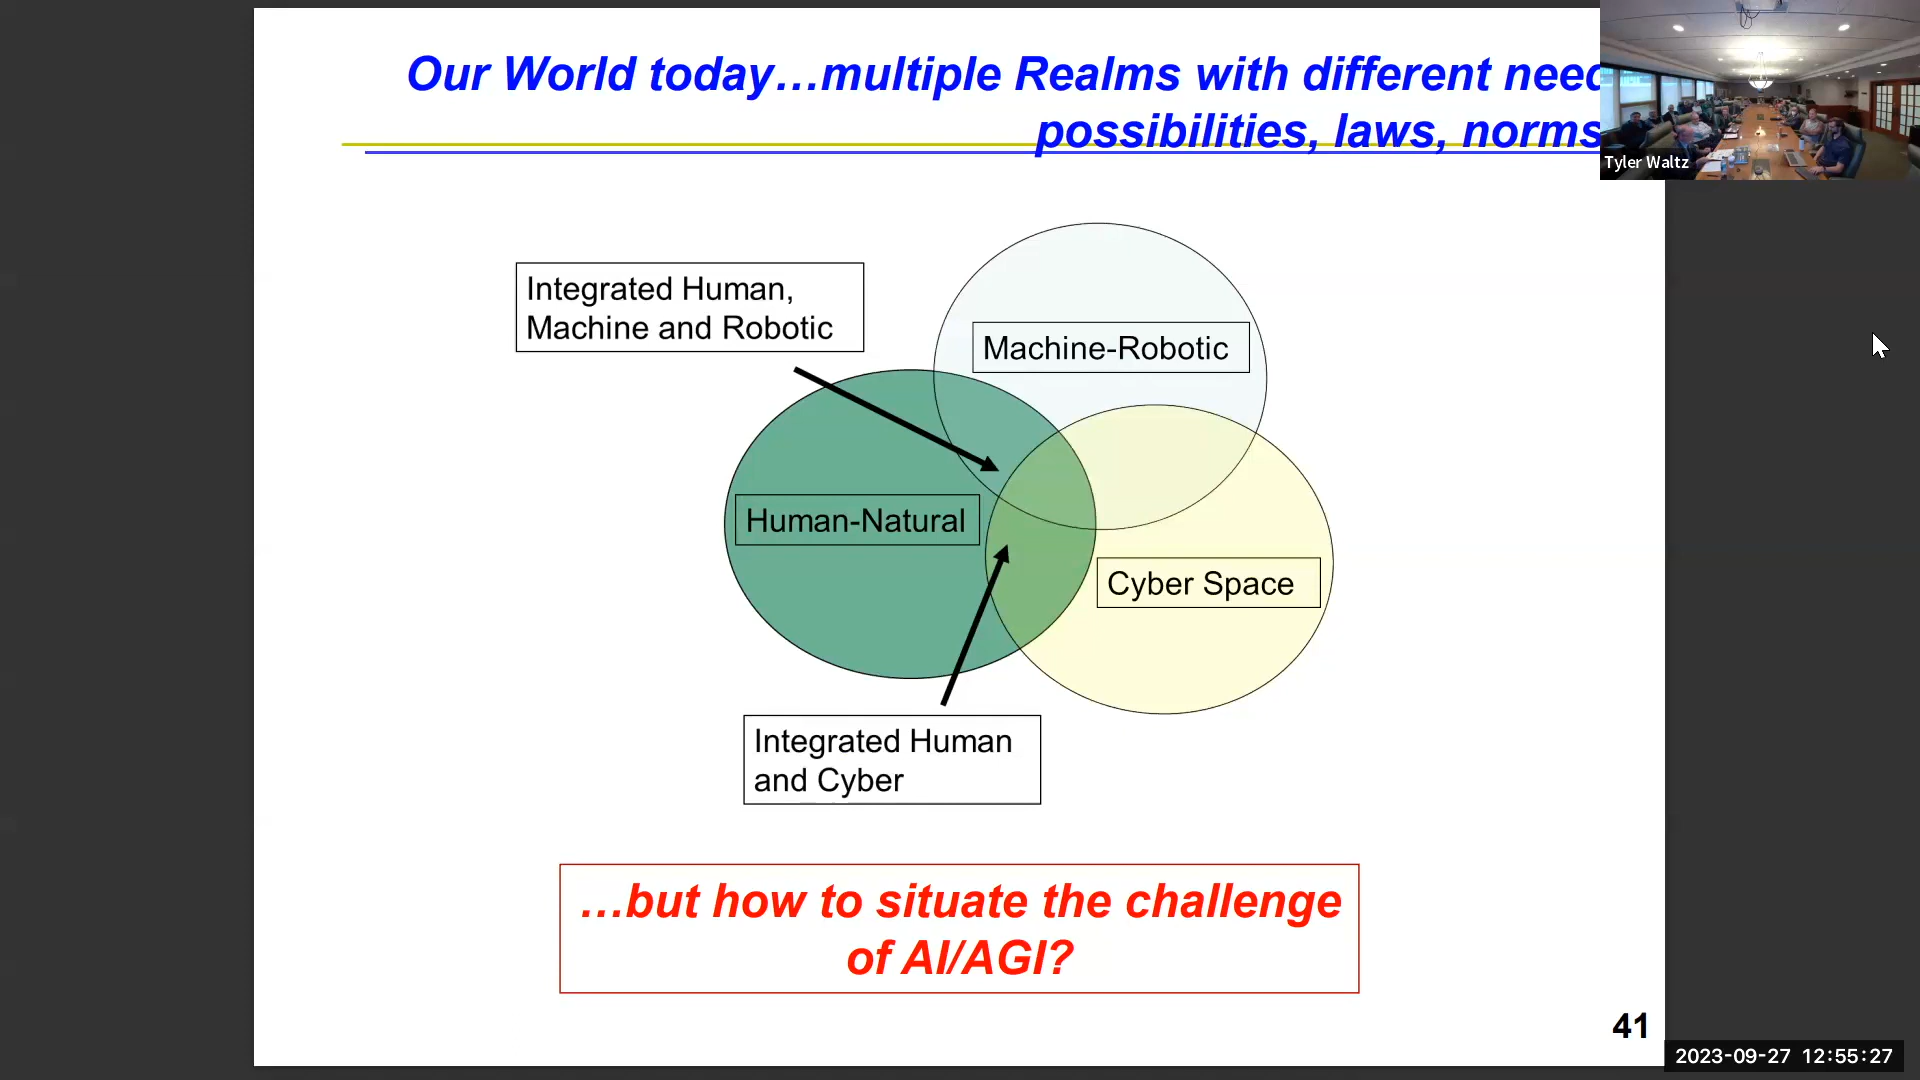 Our World today…multiple Realms with different need
possibilities, laws, norms
Tyler Waltz
Integrated Human,
Machine and Robotic
Machine-Robotic
Human-Natural
Cyber Space
Integrated Human
and Cyber
…but how to situate the challenge
of AI/AGI?
41
2023-09-27 12:55:27